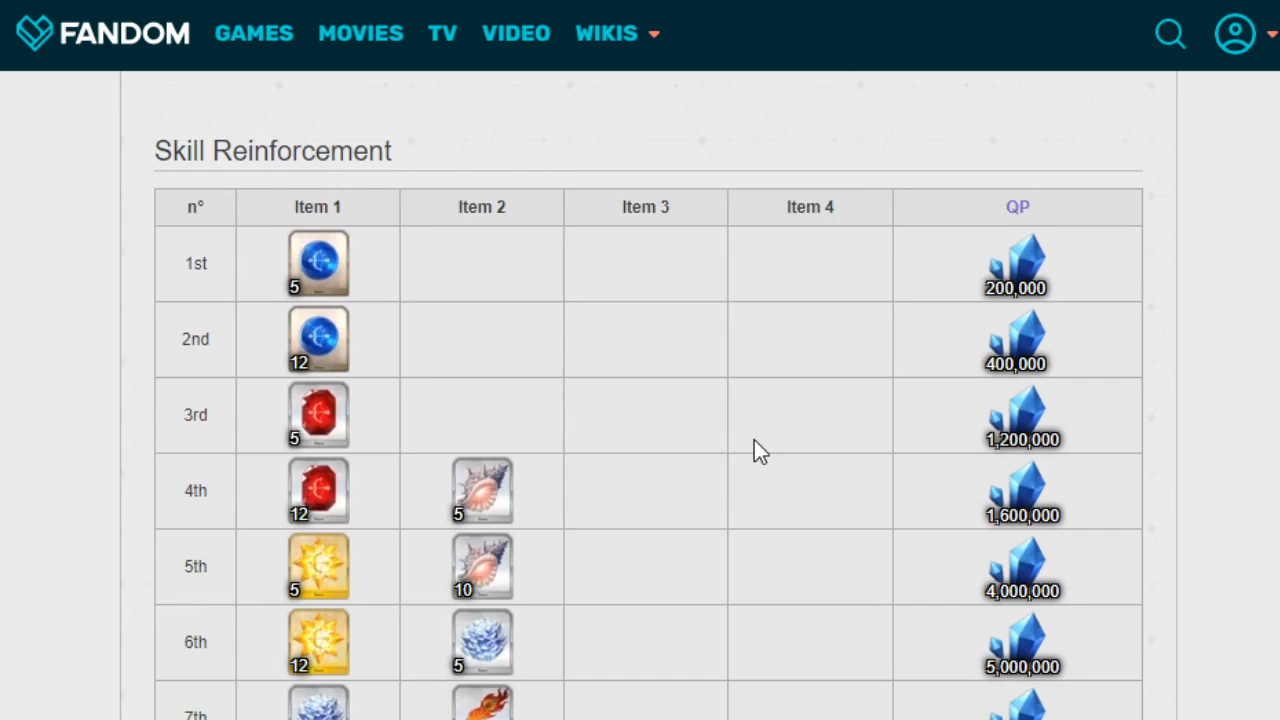 FANDOM GAMES MOVIES TV VIDEO WIKIS
Skill Reinforcement
n° Item 1 Item 2 Item 3 Item 4 QP
1st 5 200,000
2nd 12 400,000
3rd 5 1,200,000
4th 12 5 1,600,000
5th 5 10 4,000,000
6th 12 5 5,000,000
7th